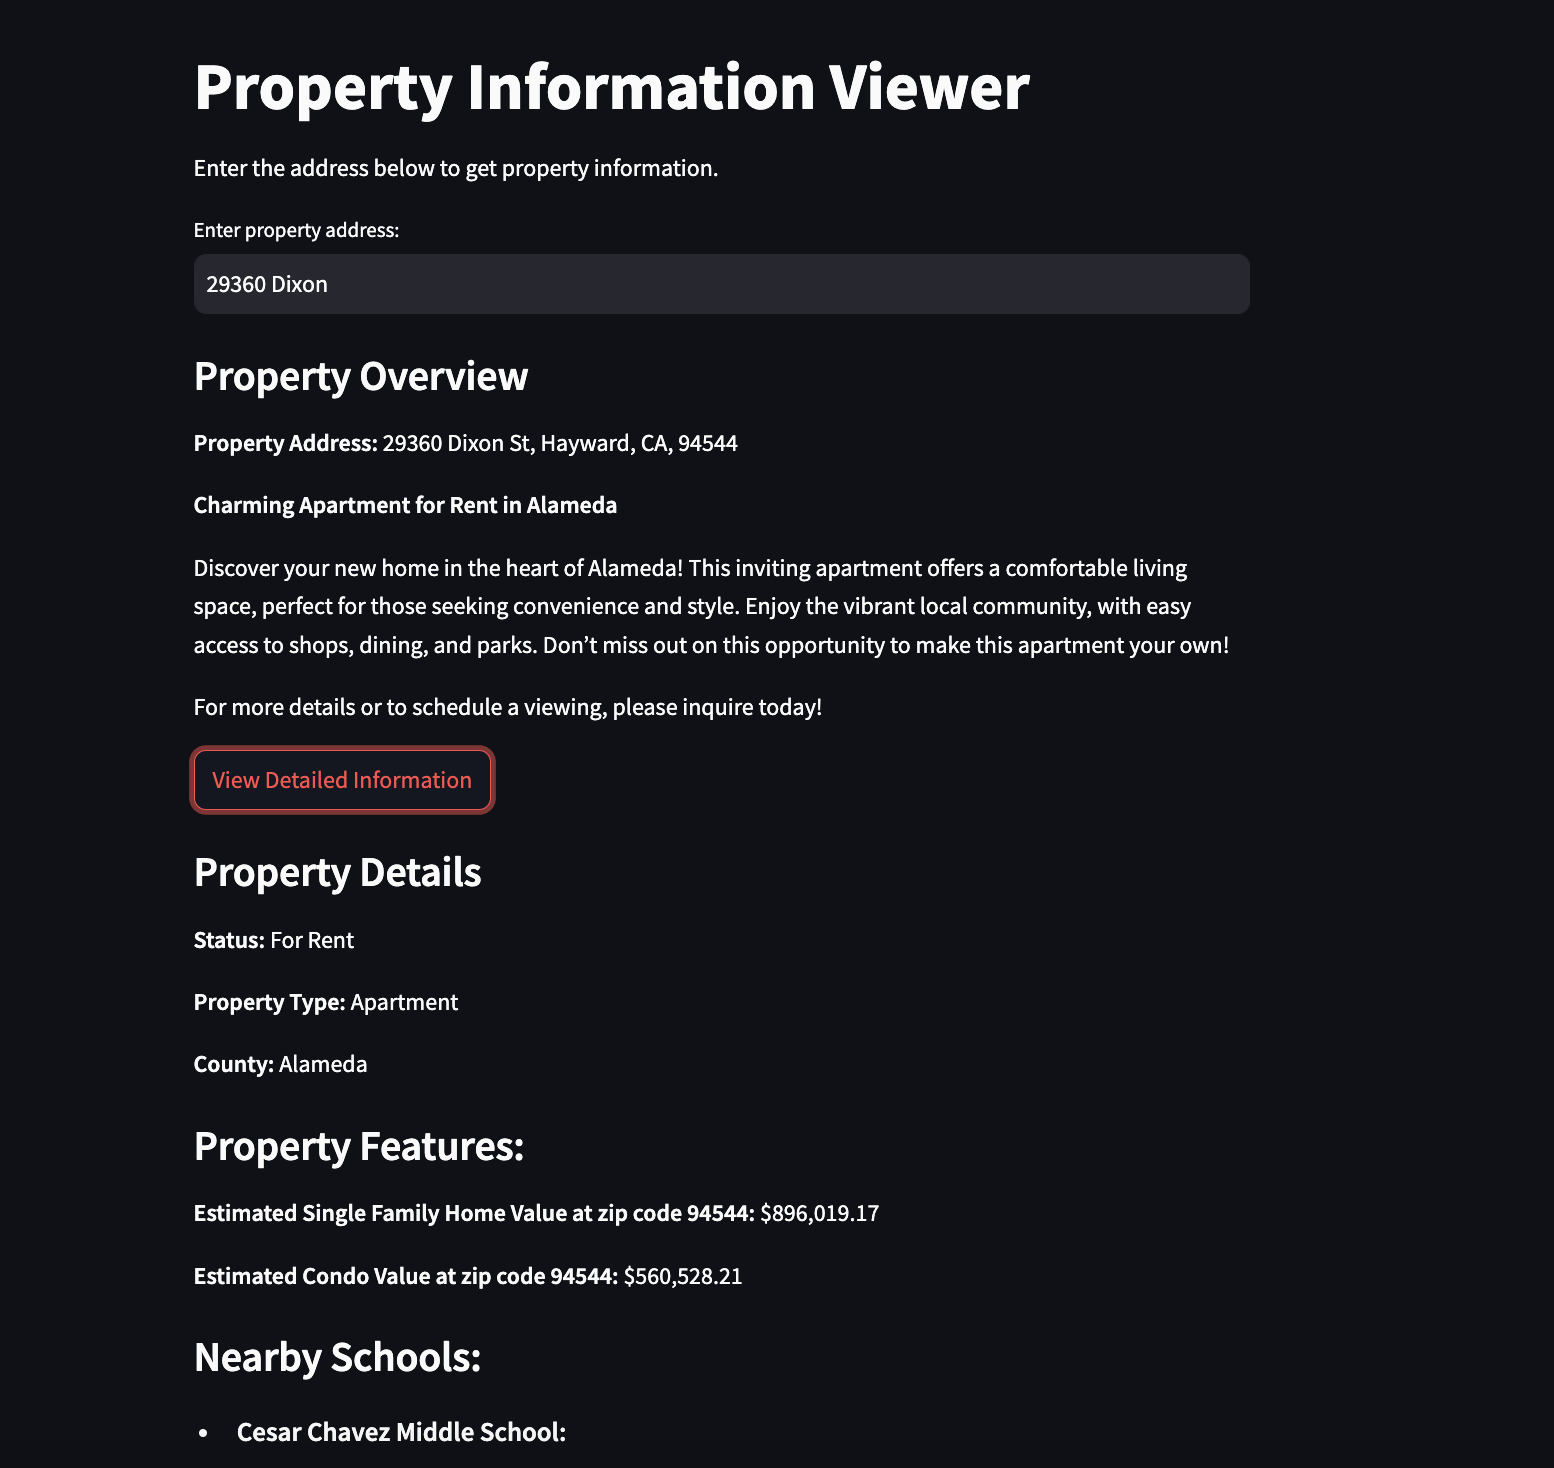 Property Information Viewer
Enter the address below to get property information.
Enter property address:
29360 Dixon
Property Overview
Property Address: 29360 Dixon St, Hayward, CA, 94544
Charming Apartment for Rent in Alameda
Discover your new home in the heart of Alameda! This inviting apartment offers a comfortable living
space, perfect for those seeking convenience and style. Enjoy the vibrant local community, with easy
access to shops, dining, and parks. Don’t miss out on this opportunity to make this apartment your own!
For more details or to schedule a viewing, please inquire today!
View Detailed Information
Property Details
Status: For Rent
Property Type: Apartment
County: Alameda
Property Features:
Estimated Single Family Home Value at zip code 94544: $896,019.17
Estimated Condo Value at zip code 94544: $560,528.21
Nearby Schools:
• Cesar Chavez Middle School: